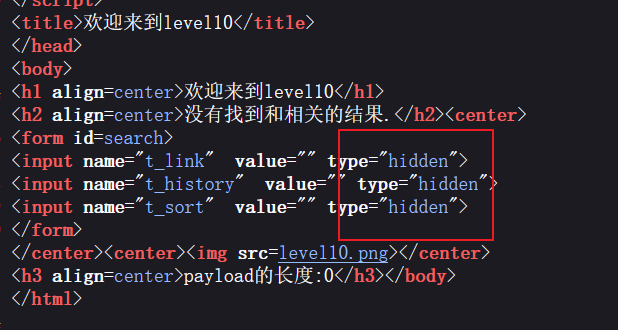 </script>
<title>欢迎来到level10</title>
</head>
<body>
<h1 align=center>欢迎来到level10</h1>
<h2 align=center>没有找到和相关的结果.</h2><center>
<form id=search>
<input name="t_link"  value="" type="hidden">
<input name="t_history"  value="" type="hidden">
<input name="t_sort"  value="" type="hidden">
</form>
</center><center><img src=level10.png></center>
<h3 align=center>payload的长度:0</h3></body>
</html>